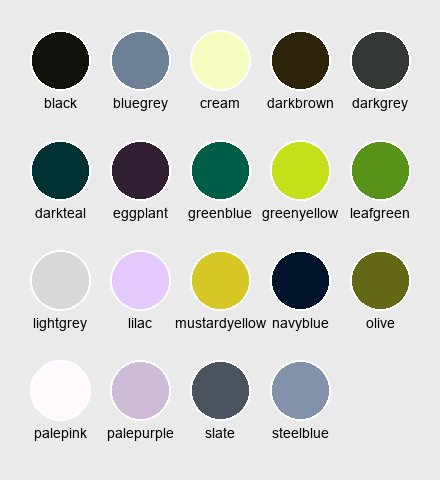 black bluegrey cream darkbrown darkgrey
darkteal eggplant greenblue greenyellow leafgreen
lightgrey lilac mustardyellow navyblue olive
palepink palepurple slate steelblue